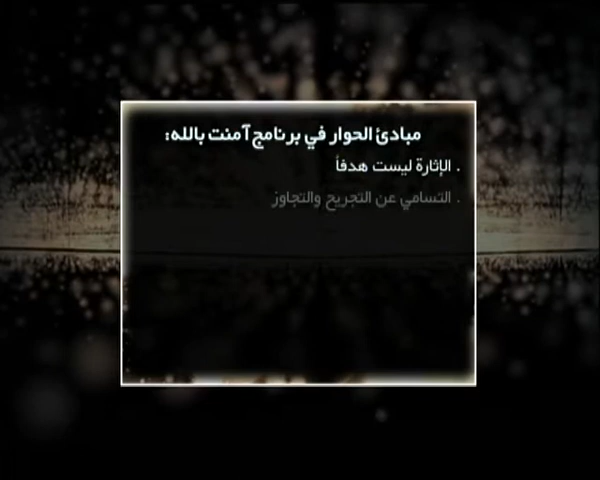 مبادئ الحوار في برنامج آمنت بالله:
. الإثارة ليست هدفاً
. التسامي عن التجريح والتجاوز